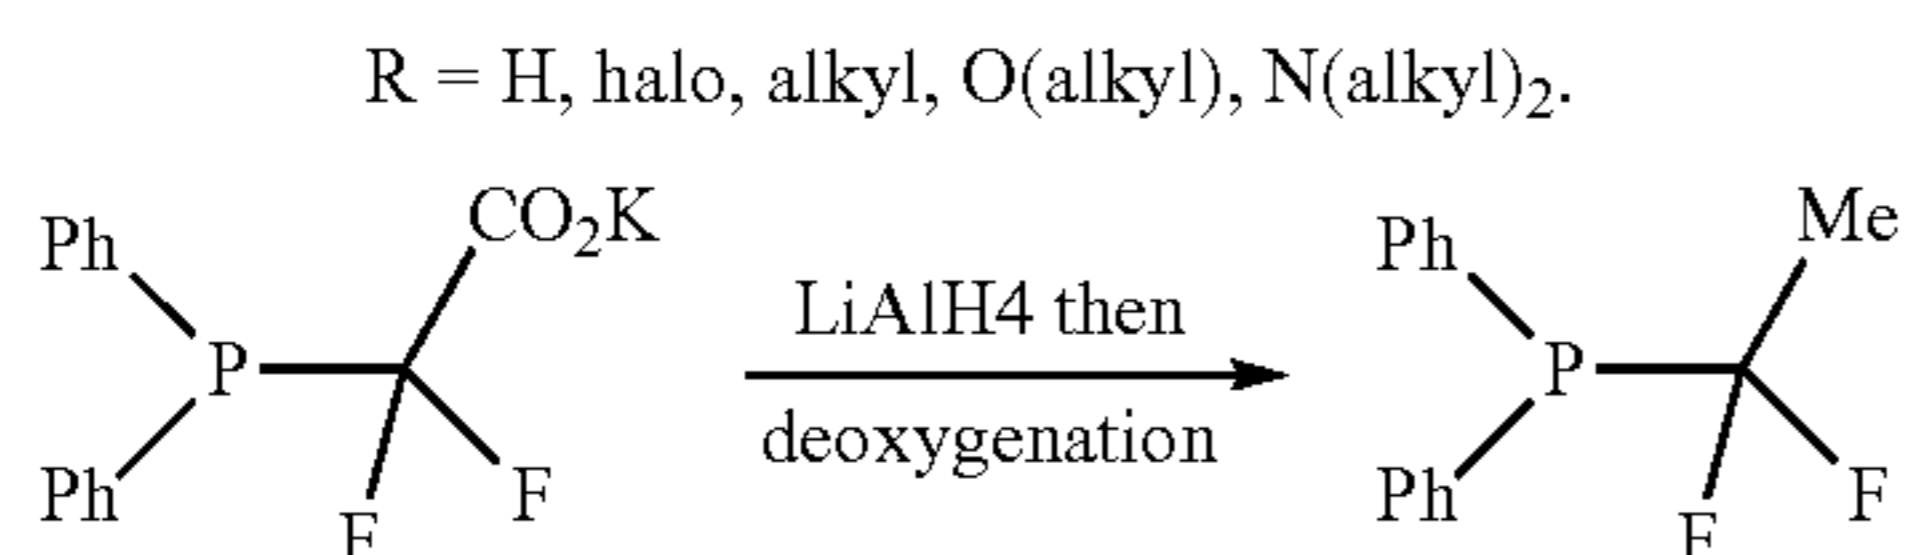 R = H, halo, alkyl, O(alkyl), N(alkyl)₂.
CO₂K
Ph
P
Ph
F
F
LiAlH4 then
deoxygenation
Me
Ph
P
Ph
F
F